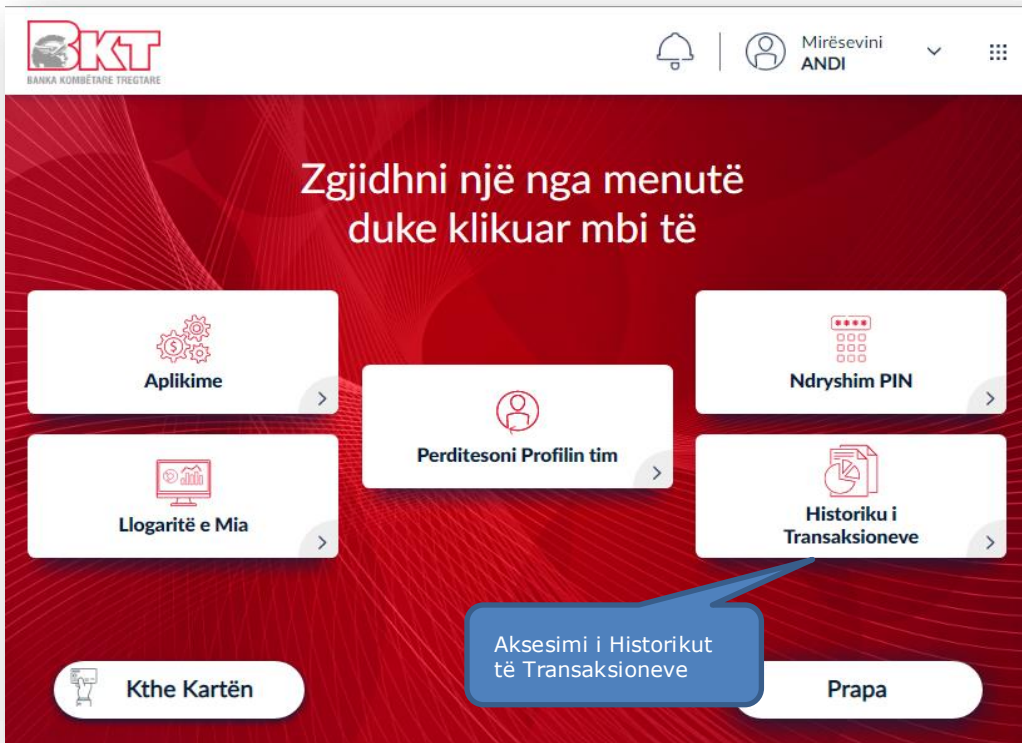 BKT
BANKA KOMBËTARE TREGTARE
Mirësevini
ANDI
Zgjidhni një nga menutë
duke klikuar mbi të
Aplikime
Ndryshim PIN
Perditesoni Profilin tim
Llogaritë e Mia
Historiku i
Transaksioneve
Aksesimi i Historikut
të Transaksioneve
Kthe Kartën
Prapa